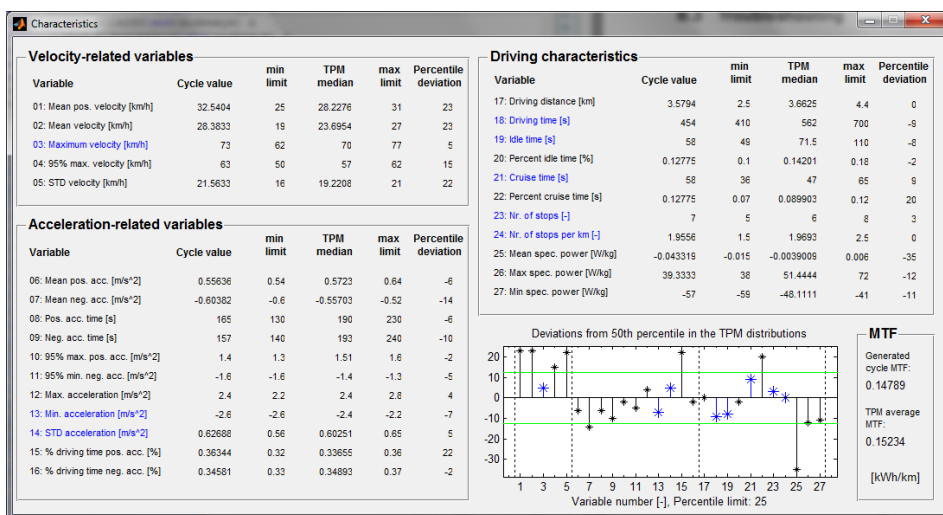 Characteristics
Velocity-related variables
Variable Cycle value min limit TPM median max limit Percentile deviation
01: Mean pos. velocity [km/h] 32.5404 25 28.2276 31 23
02: Mean velocity [km/h] 28.3833 19 23.6954 27 23
03: Maximum velocity [km/h] 73 62 70 77 5
04: 95% max. velocity [km/h] 63 50 57 62 15
05: STD velocity [km/h] 21.5633 16 19.2208 21 22
Acceleration-related variables
Variable Cycle value min limit TPM median max limit Percentile deviation
06: Mean pos. acc. [m/s^2] 0.55636 0.54 0.5723 0.64 -6
07: Mean neg. acc. [m/s^2] -0.60382 -0.6 -0.55703 -0.52 -14
08: Pos. acc. time [s] 165 130 190 230 -6
09: Neg. acc. time [s] 157 140 193 240 -10
10: 95% max. pos. acc. [m/s^2] 1.4 1.3 1.51 1.6 -2
11: 95% min. neg. acc. [m/s^2] -1.6 -1.6 -1.4 -1.3 -5
12: Max. acceleration [m/s^2] 2.4 2.2 2.4 2.8 4
13: Min. acceleration [m/s^2] -2.6 -2.6 -2.4 -2.2 -7
14: STD acceleration [m/s^2] 0.62688 0.56 0.60251 0.65 5
15: % driving time pos. acc. [%] 0.36344 0.32 0.33655 0.36 22
16: % driving time neg. acc. [%] 0.34581 0.33 0.34893 0.37 -2
Driving characteristics
Variable Cycle value min limit TPM median max limit Percentile deviation
17: Driving distance [km] 3.5794 2.5 3.6625 4.4 0
18: Driving time [s] 454 410 562 700 -9
19: Idle time [s] 58 49 71.5 110 -8
20: Percent idle time [%] 0.12775 0.1 0.14201 0.18 -2
21: Cruise time [s] 58 36 47 65 9
22: Percent cruise time [s] 0.12775 0.07 0.089903 0.12 20
23: Nr. of stops [-] 7 5 6 8 3
24: Nr. of stops per km [-] 1.9556 1.5 1.9693 2.5 0
25: Mean spec. power [W/kg] -0.043319 -0.015 -0.0039009 0.006 -35
26: Max spec. power [W/kg] 39.3333 38 51.4444 72 -12
27: Min spec. power [W/kg] -57 -59 -48.1111 -41 -11
Deviations from 50th percentile in the TPM distributions
20
10
0
-10
-20
-30
1 3 5 7 9 11 13 15 17 19 21 23 25 27
Variable number [-], Percentile limit: 25
MTF
Generated
cycle MTF:
0.14789
TPM average
MTF:
0.15234
[kWh/km]